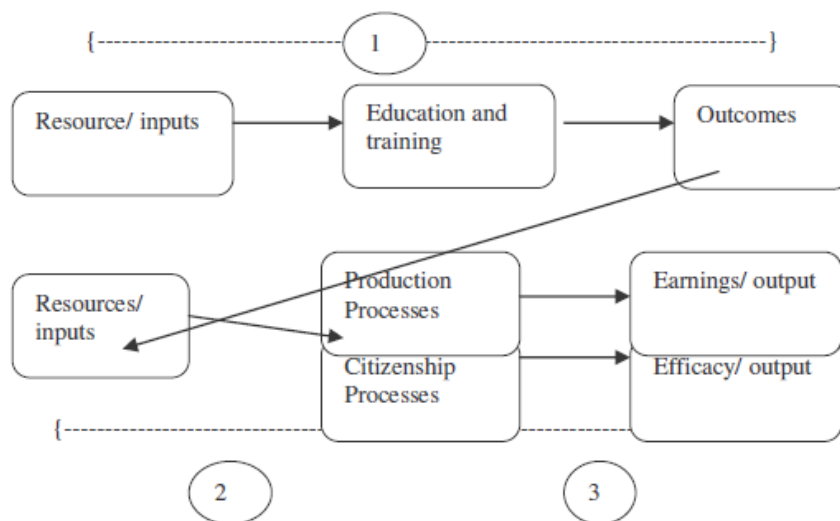 1
Resource/ inputs
Education and
training
Outcomes
Resources/
inputs
Production
Processes
Earnings/ output
Citizenship
Processes
Efficacy/ output
2
3